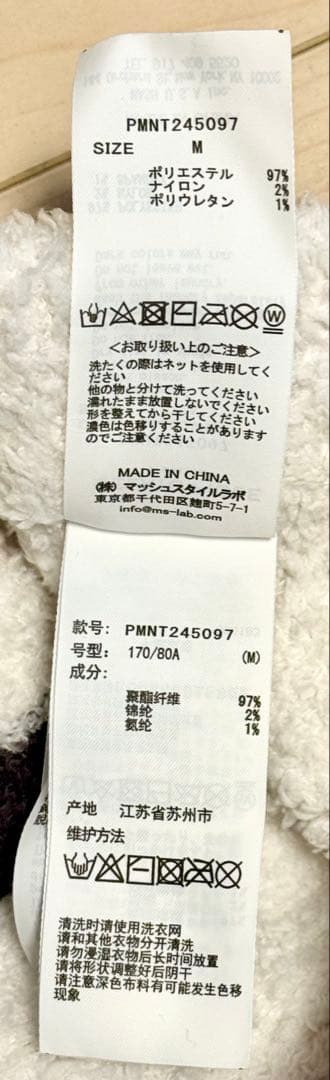 PMNT245097
SIZE M
ポリエステル 97%
ナイロン 2%
ポリウレタン 1%
<お取り扱い上のご注意>
洗たくの際はネットを使用してく
ださい
他の物と分けて洗ってください
濡れたまま放置しないでください
形を整えてから干してください
濃色は色移りすることがあります
のでご注意ください
MADE IN CHINA
(株) マッシュスタイルラボ
東京都千代田区麹町5-7-1
info@ms-lab.com
款号: PMNT245097
号型: 170/80A (M)
成分:
聚酯纤维 97%
锦纶 2%
氨纶 1%
产地 江苏省苏州市
维护方法
清洗时请使用洗衣网
请和其他衣物分开清洗
请勿浸湿衣物后长时间放置
请将形状调整好后阴干
请注意深色布料有可能发生色移
现象